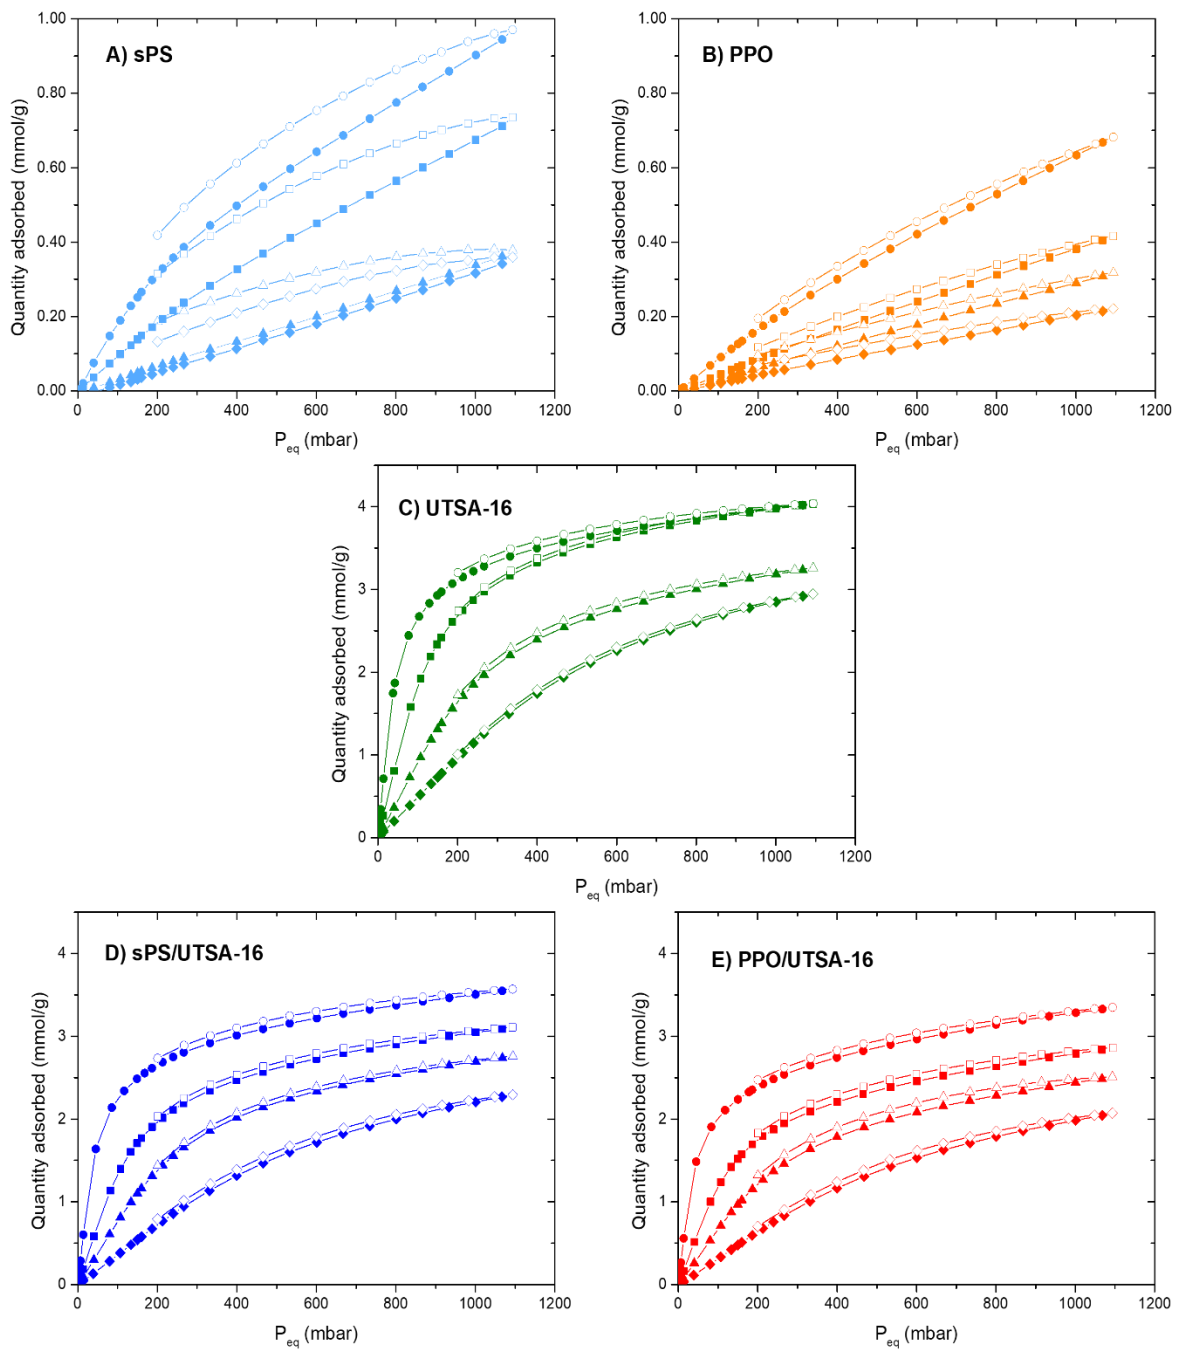 A) sPS
Quantity adsorbed (mmol/g)
1.00
0.80
0.60
0.40
0.20
0.00
0 200 400 600 800 1000 1200
Peq (mbar)
B) PPO
Quantity adsorbed (mmol/g)
1.00
0.80
0.60
0.40
0.20
0.00
0 200 400 600 800 1000 1200
Peq (mbar)
C) UTSA-16
Quantity adsorbed (mmol/g)
4
3
2
1
0
0 200 400 600 800 1000 1200
Peq (mbar)
D) sPS/UTSA-16
Quantity adsorbed (mmol/g)
4
3
2
1
0
0 200 400 600 800 1000 1200
Peq (mbar)
E) PPO/UTSA-16
Quantity adsorbed (mmol/g)
4
3
2
1
0
0 200 400 600 800 1000 1200
Peq (mbar)